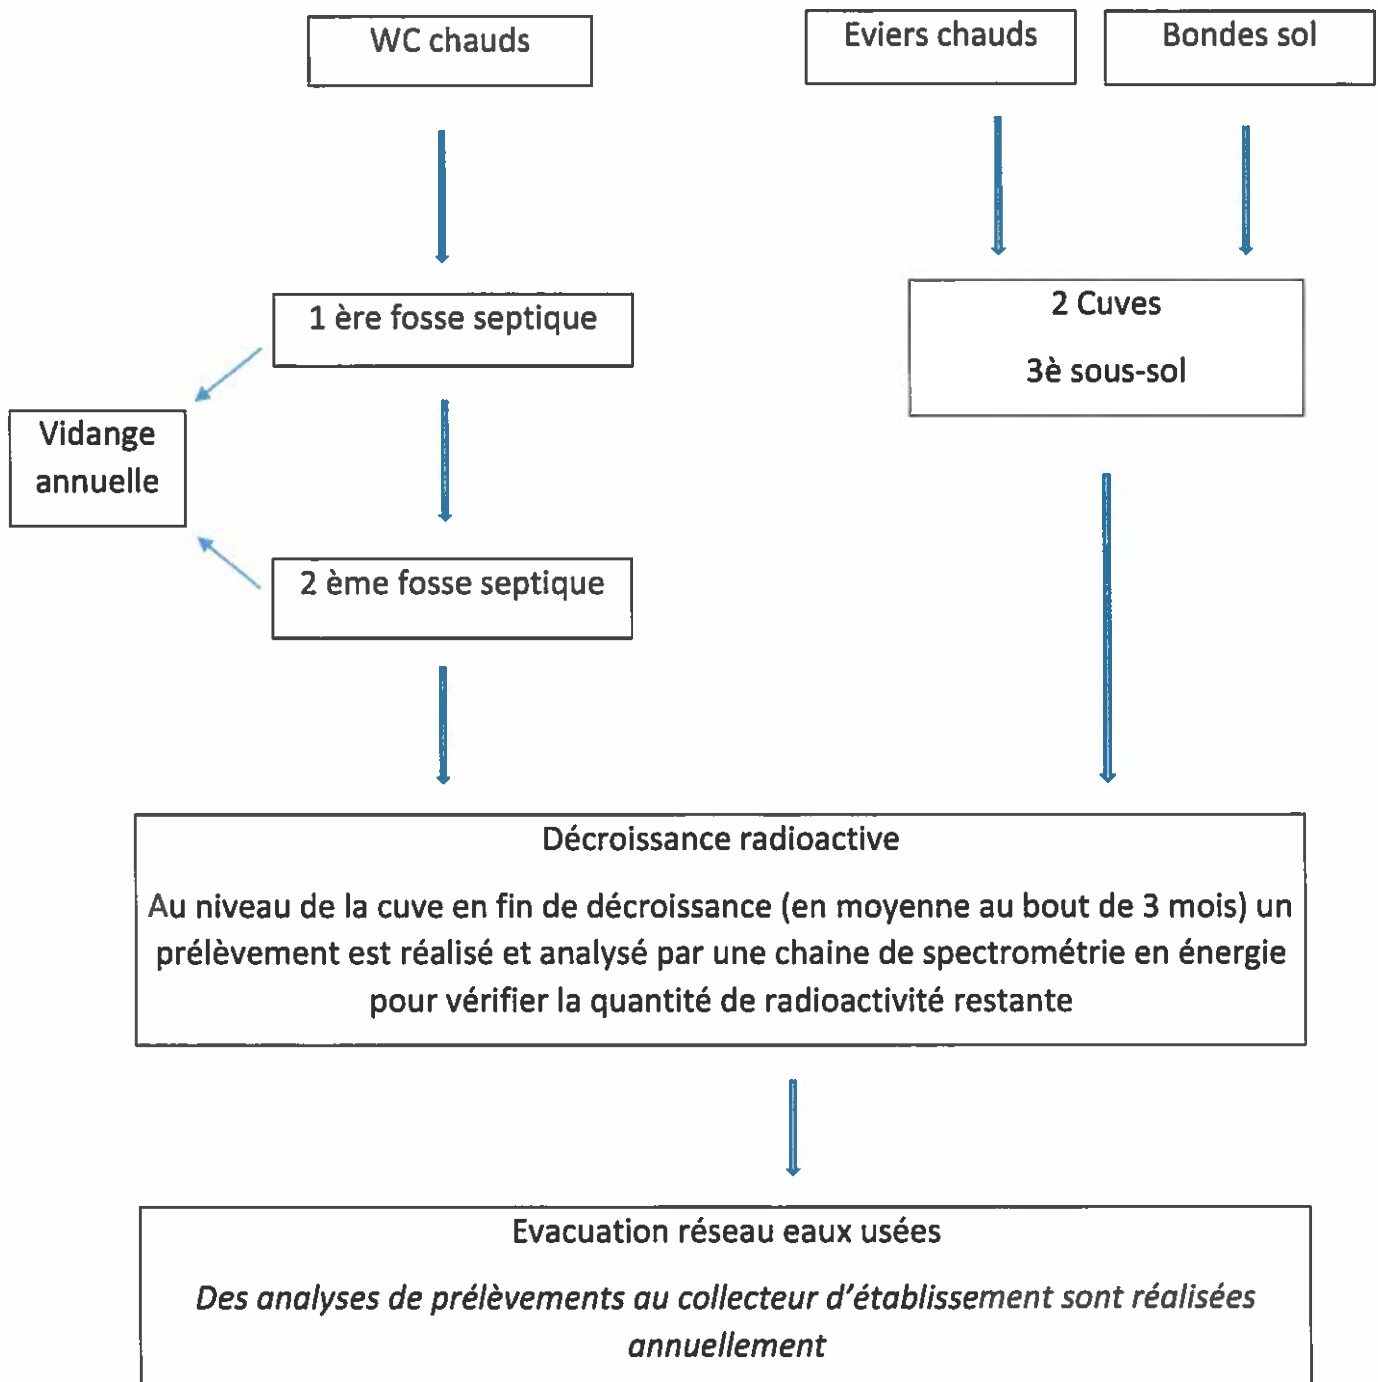 WC chauds
Eviers chauds
Bondes sol
1 ère fosse septique
2 Cuves
3è sous-sol
Vidange
annuelle
2 ème fosse septique
Décroissance radioactive
Au niveau de la cuve en fin de décroissance (en moyenne au bout de 3 mois) un
prélèvement est réalisé et analysé par une chaine de spectrométrie en énergie
pour vérifier la quantité de radioactivité restante
Evacuation réseau eaux usées
Des analyses de prélèvements au collecteur d'établissement sont réalisées
annuellement